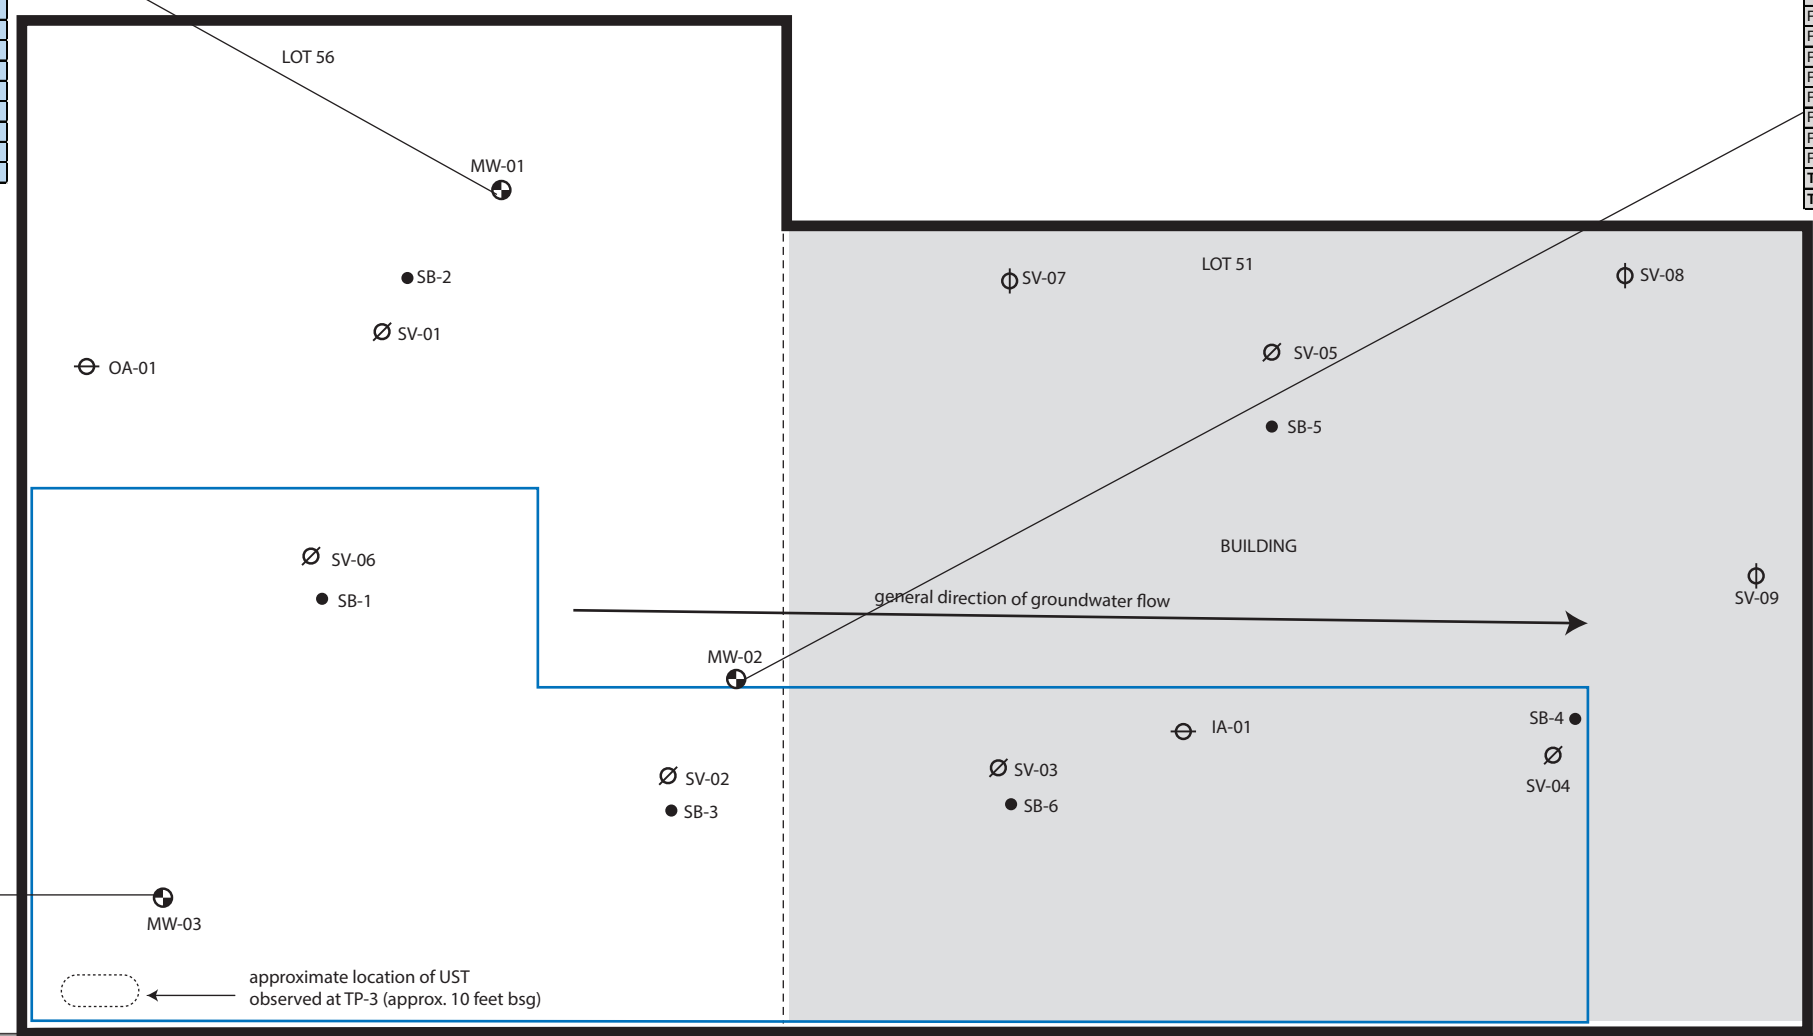 LOT 56
MW-01
SB-2
SV-01
OA-01
LOT 51
SV-07
SV-08
SV-05
SB-5
BUILDING
SV-06
SB-1
general direction of groundwater flow
SV-09
MW-02
IA-01
SB-4
SV-02
SV-03
SV-04
SB-3
SB-6
MW-03
approximate location of UST
observed at TP-3 (approx. 10 feet bsg)